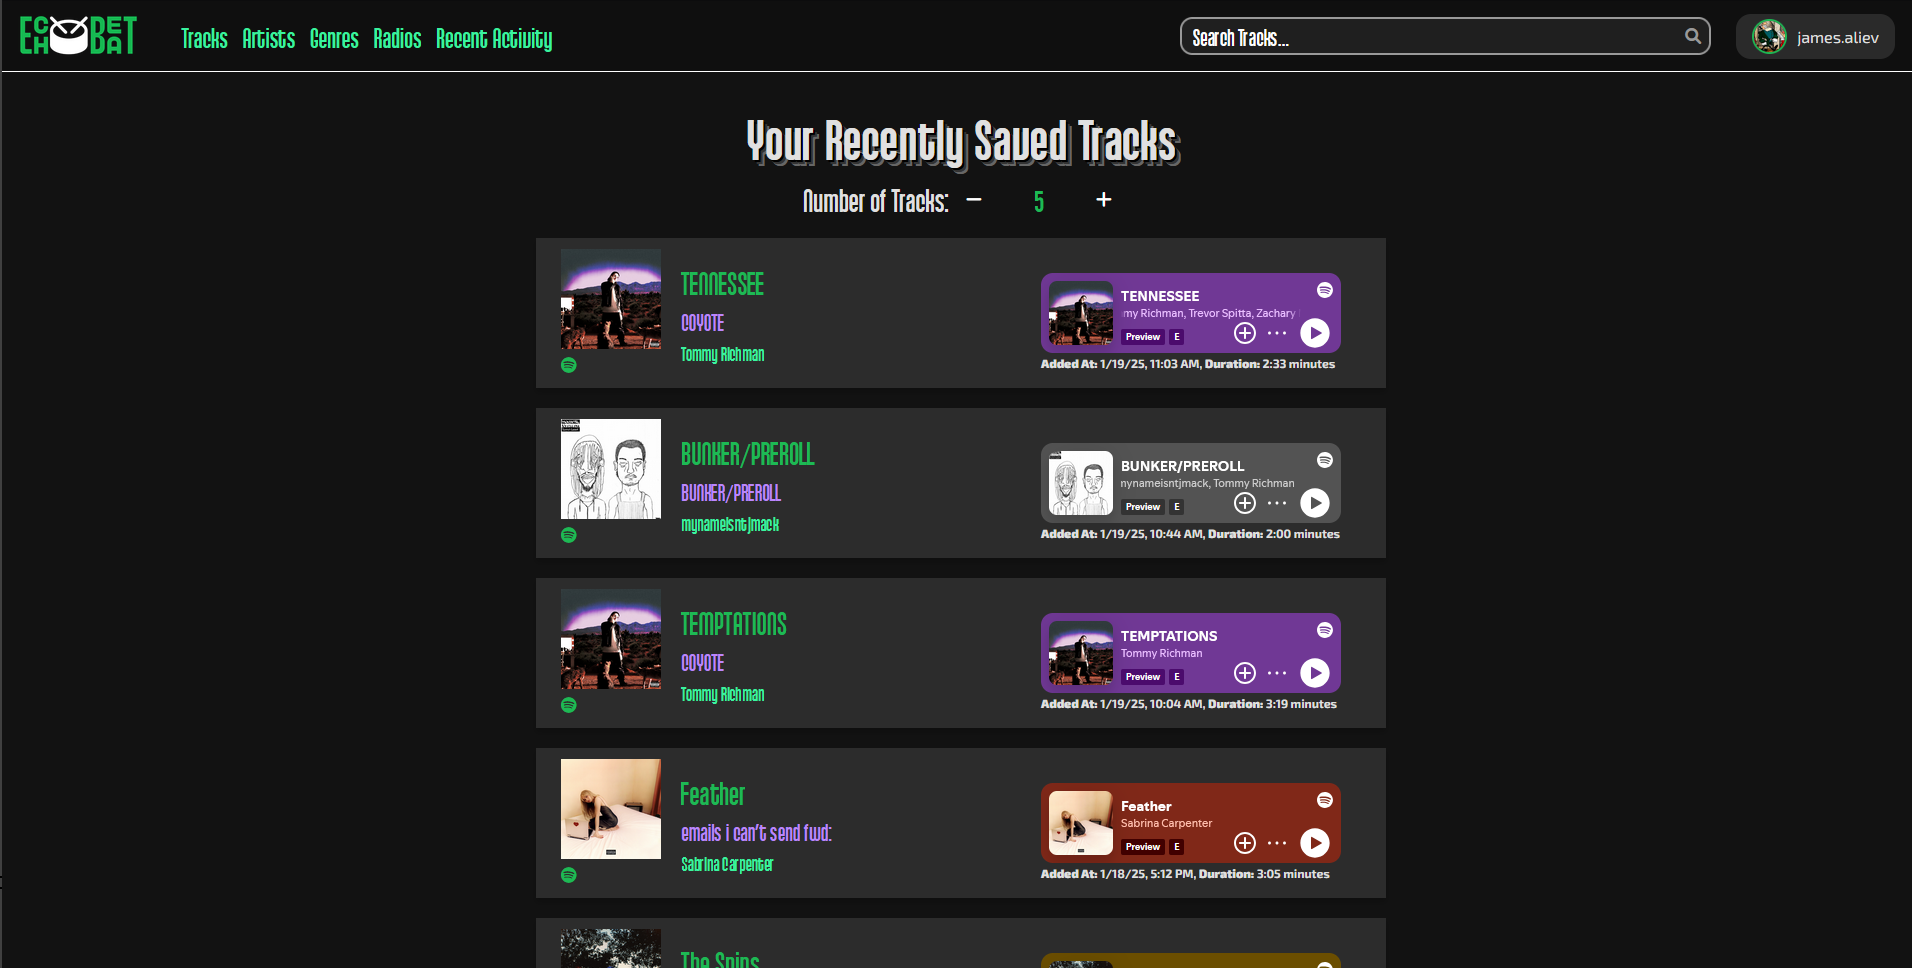 EC DET
CH BAT
Tracks Artists Genres Radios Recent Activity
Search Tracks...
james.aliev
Your Recently Saved Tracks
Number of Tracks: − 5 +
TENNESSEE
COYOTE
Tommy Richman
TENNESSEE
my Richman, Trevor Spitta, Zachary
Preview E
Added At: 1/19/25, 11:03 AM, Duration: 2:33 minutes
BUNKER/PREROLL
BUNKER/PREROLL
mynameisntjmack
BUNKER/PREROLL
nynameisntjmack, Tommy Richman
Preview E
Added At: 1/19/25, 10:44 AM, Duration: 2:00 minutes
TEMPTATIONS
COYOTE
Tommy Richman
TEMPTATIONS
Tommy Richman
Preview E
Added At: 1/19/25, 10:04 AM, Duration: 3:19 minutes
Feather
emails i can't send fwd:
Sabrina Carpenter
Feather
Sabrina Carpenter
Preview E
Added At: 1/18/25, 5:12 PM, Duration: 3:05 minutes
The Spins